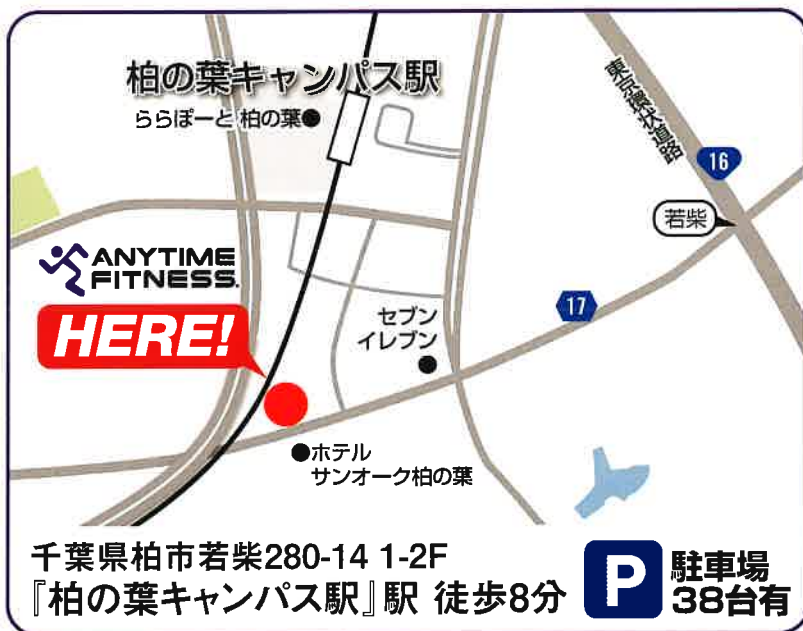 柏の葉キャンパス駅
ららぽーと 柏の葉
東京環状道路
16
若柴
ANYTIME
FITNESS.
HERE!
17
セブン
イレブン
ホテル
サンオーク柏の葉
千葉県柏市若柴280-14 1-2F
『柏の葉キャンパス駅』駅 徒歩8分
P
駐車場
38台有